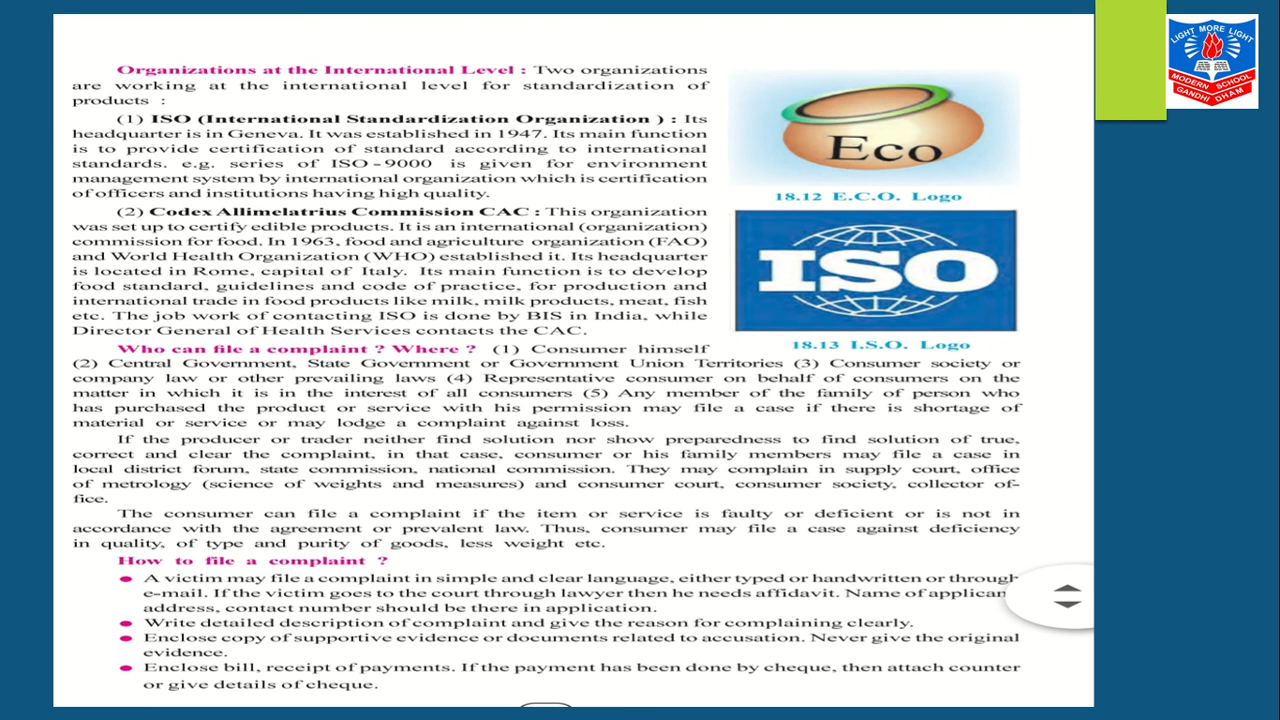 Organizations at the International Level : Two organizations
are working at the international level for standardization of
products :
(1) ISO (International Standardization Organization ) : Its
headquarter is in Geneva. It was established in 1947. Its main function
is to provide certification of standard according to international
standards. e.g. series of ISO - 9000 is given for environment
management system by international organization which is certification
of officers and institutions having high quality.
(2) Codex Allimelatrius Commission CAC : This organization
was set up to certify edible products. It is an international (organization)
commission for food. In 1963, food and agriculture organization (FAO)
and World Health Organization (WHO) established it. Its headquarter
is located in Rome, capital of Italy. Its main function is to develop
food standard, guidelines and code of practice, for production and
international trade in food products like milk, milk products, meat, fish
etc. The job work of contacting ISO is done by BIS in India, while
Director General of Health Services contacts the CAC.
Eco
18.12 E.C.O. Logo
ISO
18.13 I.S.O. Logo
Who can file a complaint ? Where ? (1) Consumer himself
(2) Central Government, State Government or Government Union Territories (3) Consumer society or
company law or other prevailing laws (4) Representative consumer on behalf of consumers on the
matter in which it is in the interest of all consumers (5) Any member of the family of person who
has purchased the product or service with his permission may file a case if there is shortage of
material or service or may lodge a complaint against loss.
If the producer or trader neither find solution nor show preparedness to find solution of true,
correct and clear the complaint, in that case, consumer or his family members may file a case in
local district forum, state commission, national commission. They may complain in supply court, office
of metrology (science of weights and measures) and consumer court, consumer society, collector of-
fice.
The consumer can file a complaint if the item or service is faulty or deficient or is not in
accordance with the agreement or prevalent law. Thus, consumer may file a case against deficiency
in quality, of type and purity of goods, less weight etc.
How to file a complaint ?
● A victim may file a complaint in simple and clear language, either typed or handwritten or through
e-mail. If the victim goes to the court through lawyer then he needs affidavit. Name of applican
address, contact number should be there in application.
● Write detailed description of complaint and give the reason for complaining clearly.
● Enclose copy of supportive evidence or documents related to accusation. Never give the original
evidence.
● Enclose bill, receipt of payments. If the payment has been done by cheque, then attach counter
or give details of cheque.
LIGHT MORE LIGHT
MODERN SCHOOL
GANDHI DHAM